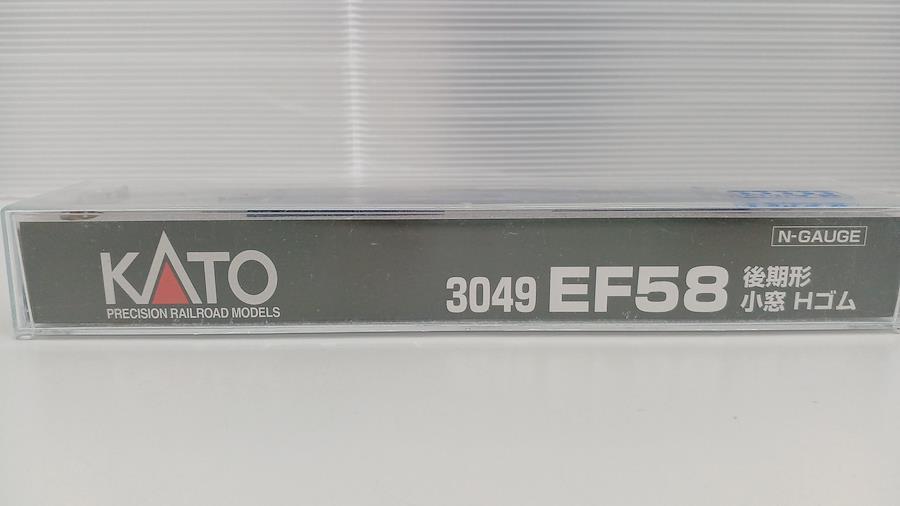 KATO
PRECISION RAILROAD MODELS
3049 EF58
後期形
小窓 Hゴム
N-GAUGE